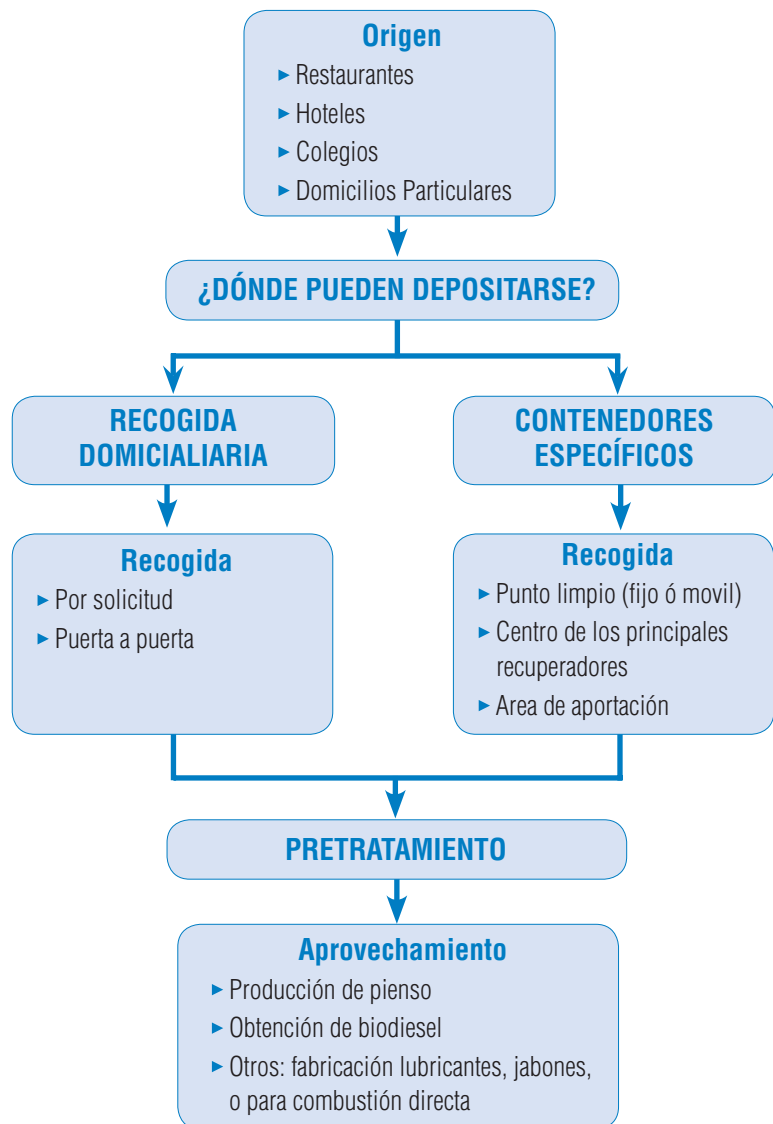 Origen
► Restaurantes
► Hoteles
► Colegios
► Domicilios Particulares
¿DÓNDE PUEDEN DEPOSITARSE?
RECOGIDA
DOMICIALIARIA
CONTENEDORES
ESPECÍFICOS
Recogida
► Por solicitud
► Puerta a puerta
Recogida
► Punto limpio (fijo ó movil)
► Centro de los principales
recuperadores
► Area de aportación
PRETRATAMIENTO
Aprovechamiento
► Producción de pienso
► Obtención de biodiesel
► Otros: fabricación lubricantes, jabones,
o para combustión directa